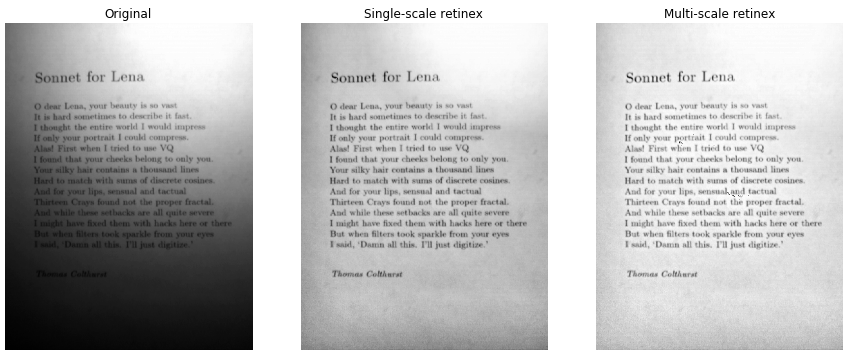 Original
Sonnet for Lena
O dear Lena, your beauty is so vast
It is hard sometimes to describe it fast.
I thought the entire world I would impress
If only your portrait I could compress.
Alas! First when I tried to use VQ
I found that your cheeks belong to only you.
Your silky hair contains a thousand lines
Hard to match with sums of discrete cosines.
And for your lips, sensual and tactual
Thirteen Crays found not the proper fractal.
And while these setbacks are all quite severe
I might have fixed them with hacks here or there
But when filters took sparkle from your eyes
I said, 'Damn all this. I'll just digitize.'
Thomas Colthurst
Single-scale retinex
Sonnet for Lena
O dear Lena, your beauty is so vast
It is hard sometimes to describe it fast.
I thought the entire world I would impress
If only your portrait I could compress.
Alas! First when I tried to use VQ
I found that your cheeks belong to only you.
Your silky hair contains a thousand lines
Hard to match with sums of discrete cosines.
And for your lips, sensual and tactual
Thirteen Crays found not the proper fractal.
And while these setbacks are all quite severe
I might have fixed them with hacks here or there
But when filters took sparkle from your eyes
I said, 'Damn all this. I'll just digitize.'
Thomas Colthurst
Multi-scale retinex
Sonnet for Lena
O dear Lena, your beauty is so vast
It is hard sometimes to describe it fast.
I thought the entire world I would impress
If only your portrait I could compress.
Alas! First when I tried to use VQ
I found that your cheeks belong to only you.
Your silky hair contains a thousand lines
Hard to match with sums of discrete cosines.
And for your lips, sensual and tactual
Thirteen Crays found not the proper fractal.
And while these setbacks are all quite severe
I might have fixed them with hacks here or there
But when filters took sparkle from your eyes
I said, 'Damn all this. I'll just digitize.'
Thomas Colthurst